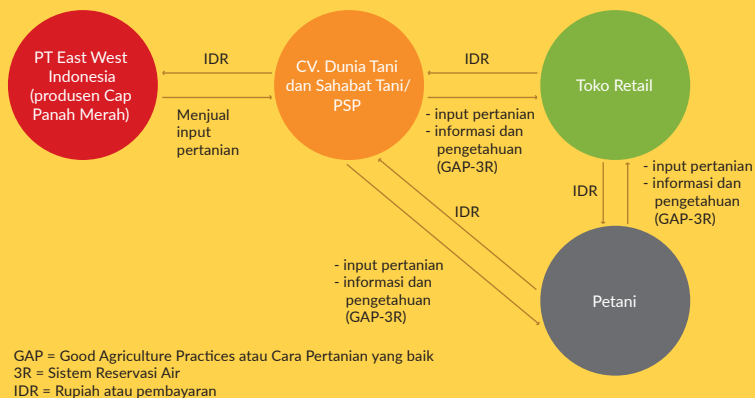 PT East West
Indonesia
(produsen Cap
Panah Merah)
IDR
Menjual
input
pertanian
CV. Dunia Tani
dan Sahabat Tani/
PSP
IDR
- input pertanian
- informasi dan
pengetahuan
(GAP-3R)
Toko Retail
IDR
- input pertanian
- informasi dan
pengetahuan
(GAP-3R)
IDR
- input pertanian
- informasi dan
pengetahuan
(GAP-3R)
Petani
GAP = Good Agriculture Practices atau Cara Pertanian yang baik
3R = Sistem Reservasi Air
IDR = Rupiah atau pembayaran